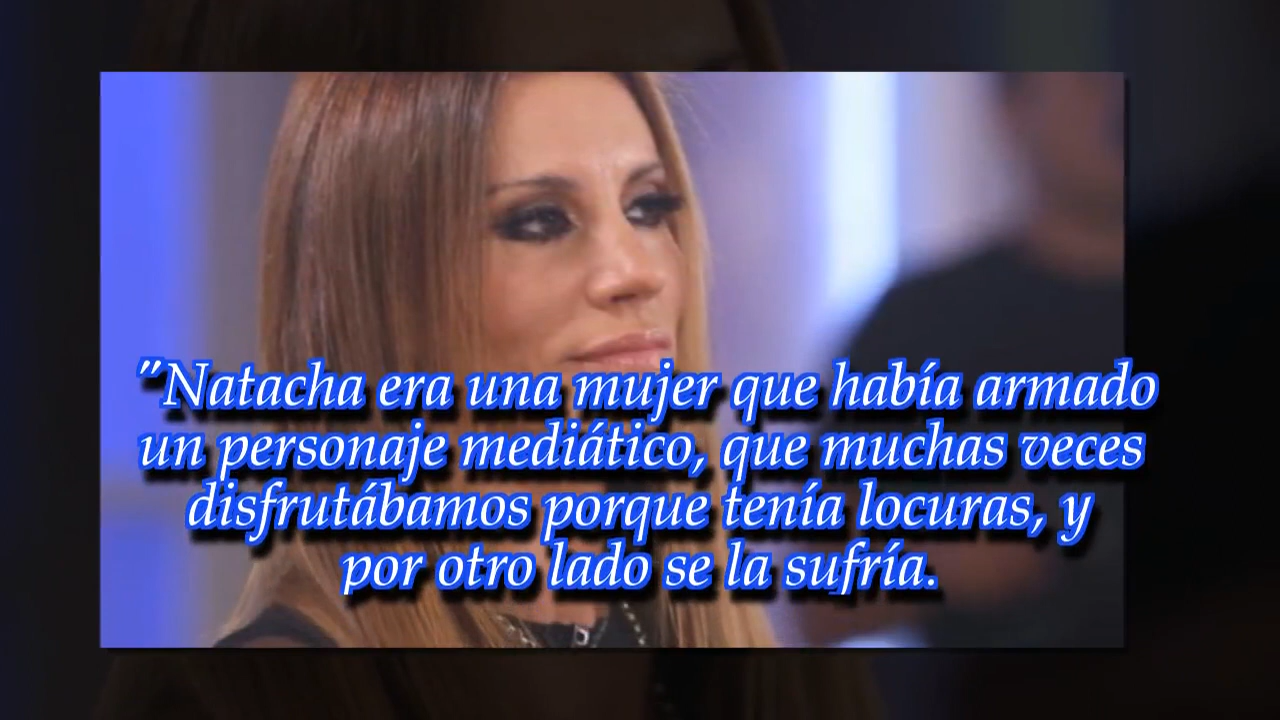 "Natacha era una mujer que había armado
un personaje mediático, que muchas veces
disfrutábamos porque tenía locuras, y
por otro lado se la sufría.